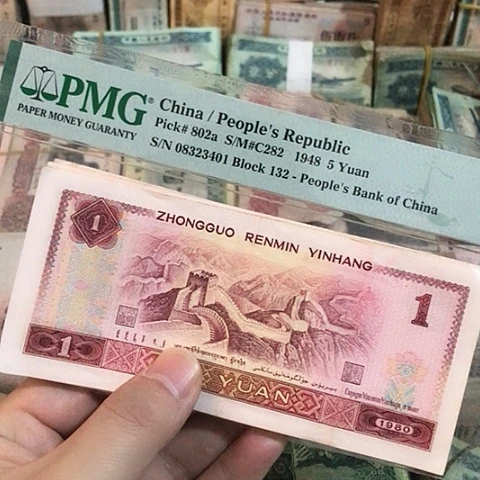 PMG®
PAPER MONEY GUARANTY
China / People's Republic
Pick# 802a S/M#C282 1948 5 Yuan
S/N 08323401 Block 132 - People's Bank of China
1
ZHONGGUO RENMIN YINHANG
1
1
YUAN
1980